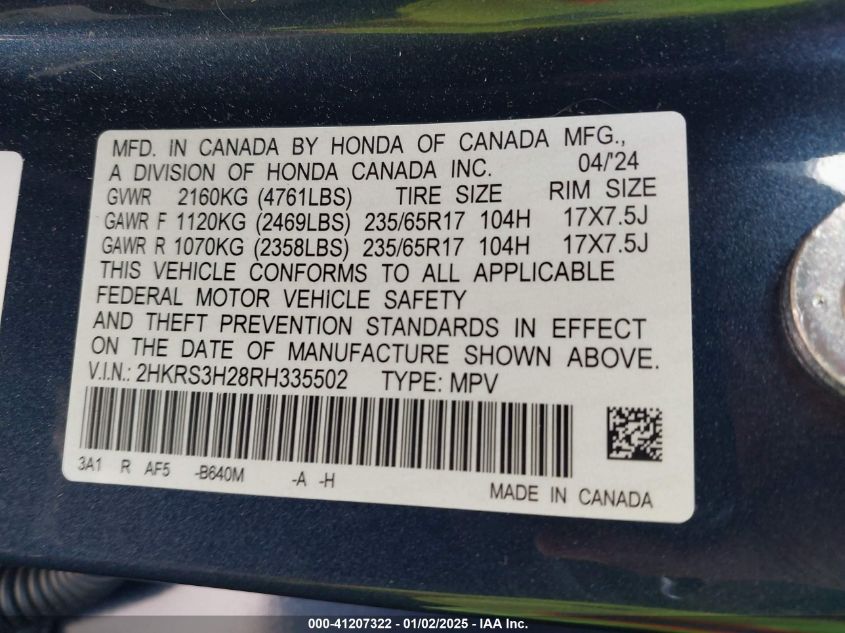 MFD. IN CANADA BY HONDA OF CANADA MFG.,
A DIVISION OF HONDA CANADA INC. 04/'24
GVWR 2160KG (4761LBS) TIRE SIZE RIM SIZE
GAWR F 1120KG (2469LBS) 235/65R17 104H 17X7.5J
GAWR R 1070KG (2358LBS) 235/65R17 104H 17X7.5J
THIS VEHICLE CONFORMS TO ALL APPLICABLE
FEDERAL MOTOR VEHICLE SAFETY
AND THEFT PREVENTION STANDARDS IN EFFECT
ON THE DATE OF MANUFACTURE SHOWN ABOVE.
V.I.N.: 2HKRS3H28RH335502 TYPE: MPV
3A1 R AF5 -B640M -A -H
MADE IN CANADA
000-41207322 - 01/02/2025 - IAA Inc.